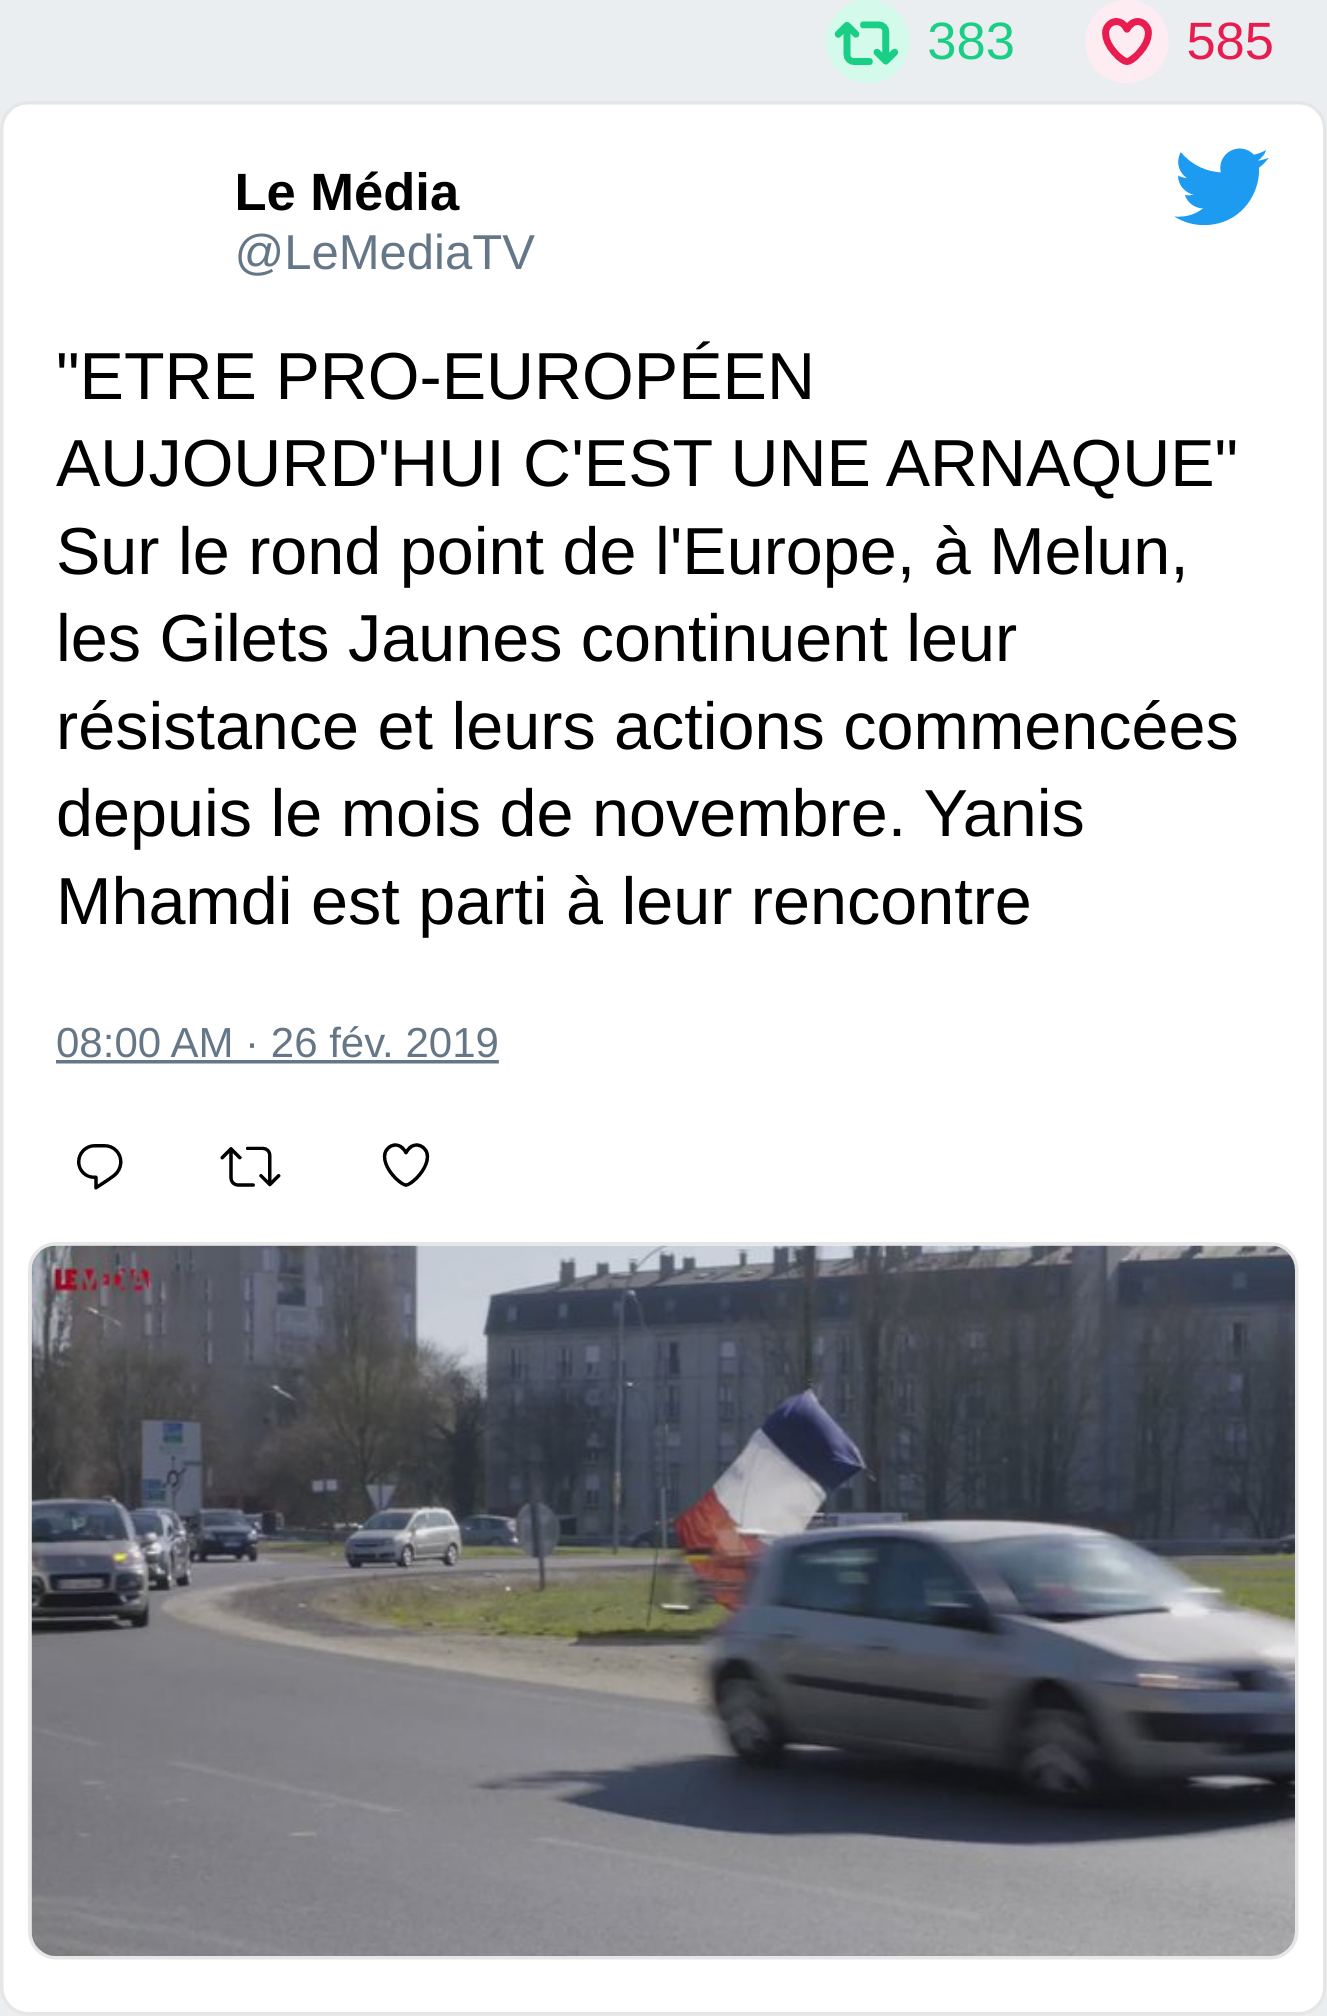 383 585
Le Média
@LeMediaTV
"ETRE PRO-EUROPÉEN
AUJOURD'HUI C'EST UNE ARNAQUE"
Sur le rond point de l'Europe, à Melun,
les Gilets Jaunes continuent leur
résistance et leurs actions commencées
depuis le mois de novembre. Yanis
Mhamdi est parti à leur rencontre
08:00 AM · 26 fév. 2019
LE MEDIA